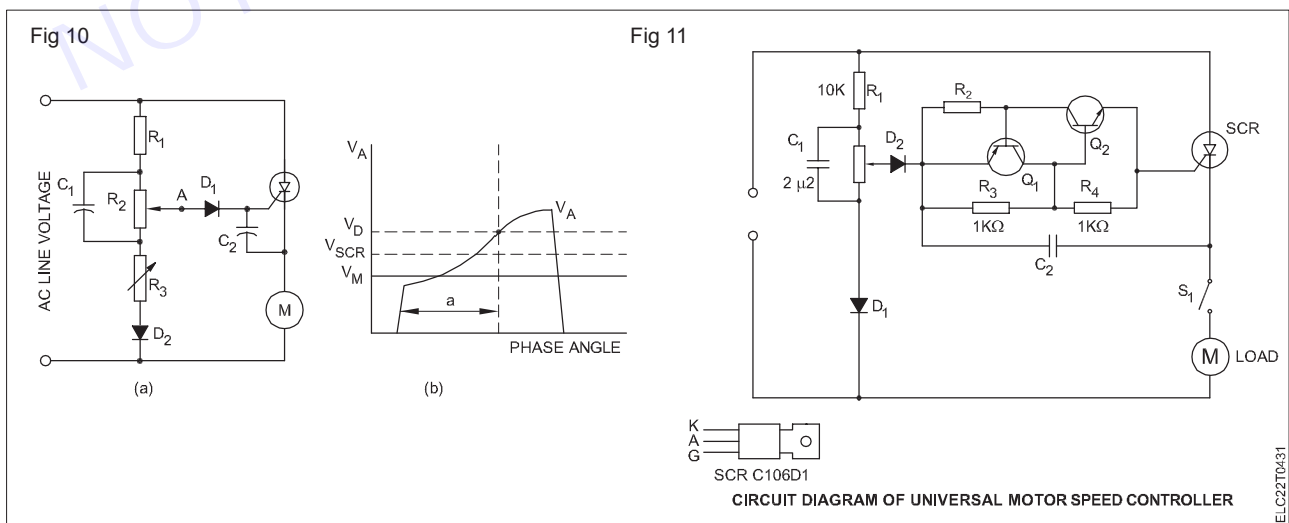 Fig 10
AC LINE VOLTAGE
R1
C1
R2
A
D1
C2
R3
M
D2
(a)
VA
VD
VSCR
VM
VA
a
PHASE ANGLE
(b)
Fig 11
10K R1
R2
Q2
SCR
C1
2 µ2
D2
Q1
R3
1KΩ
R4
1KΩ
C2
D1
S1
M LOAD
K
A
G
SCR C106D1
CIRCUIT DIAGRAM OF UNIVERSAL MOTOR SPEED CONTROLLER
ELC22T0431